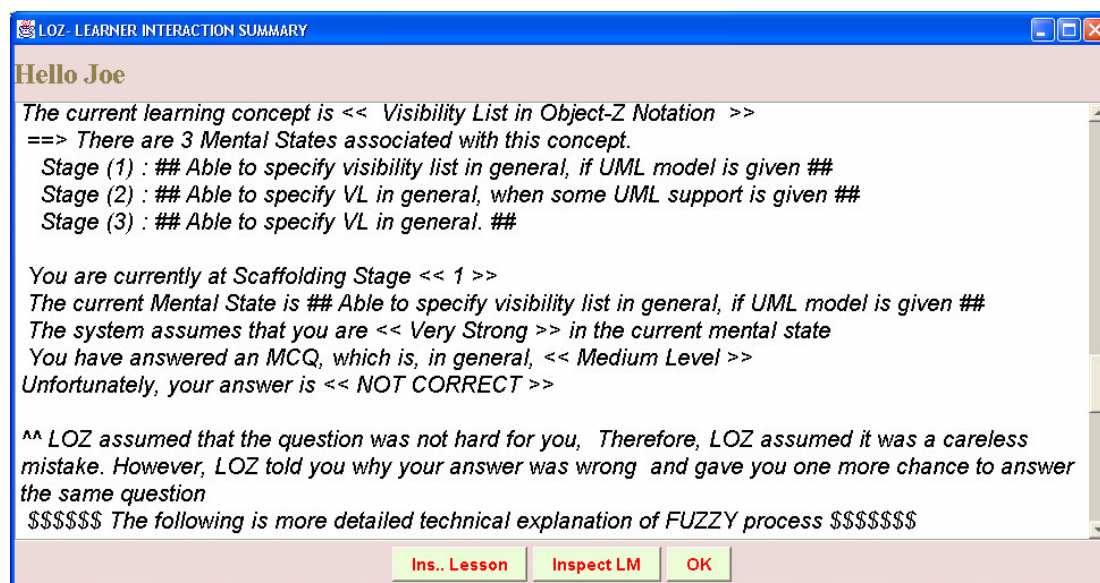 LOZ- LEARNER INTERACTION SUMMARY
Hello Joe
The current learning concept is << Visibility List in Object-Z Notation >>
==> There are 3 Mental States associated with this concept.
Stage (1) : ## Able to specify visibility list in general, if UML model is given ##
Stage (2) : ## Able to specify VL in general, when some UML support is given ##
Stage (3) : ## Able to specify VL in general. ##
You are currently at Scaffolding Stage << 1 >>
The current Mental State is ## Able to specify visibility list in general, if UML model is given ##
The system assumes that you are << Very Strong >> in the current mental state
You have answered an MCQ, which is, in general, << Medium Level >>
Unfortunately, your answer is << NOT CORRECT >>
^^ LOZ assumed that the question was not hard for you, Therefore, LOZ assumed it was a careless
mistake. However, LOZ told you why your answer was wrong and gave you one more chance to answer
the same question
$$$$$$ The following is more detailed technical explanation of FUZZY process $$$$$$$
Ins.. Lesson Inspect LM OK